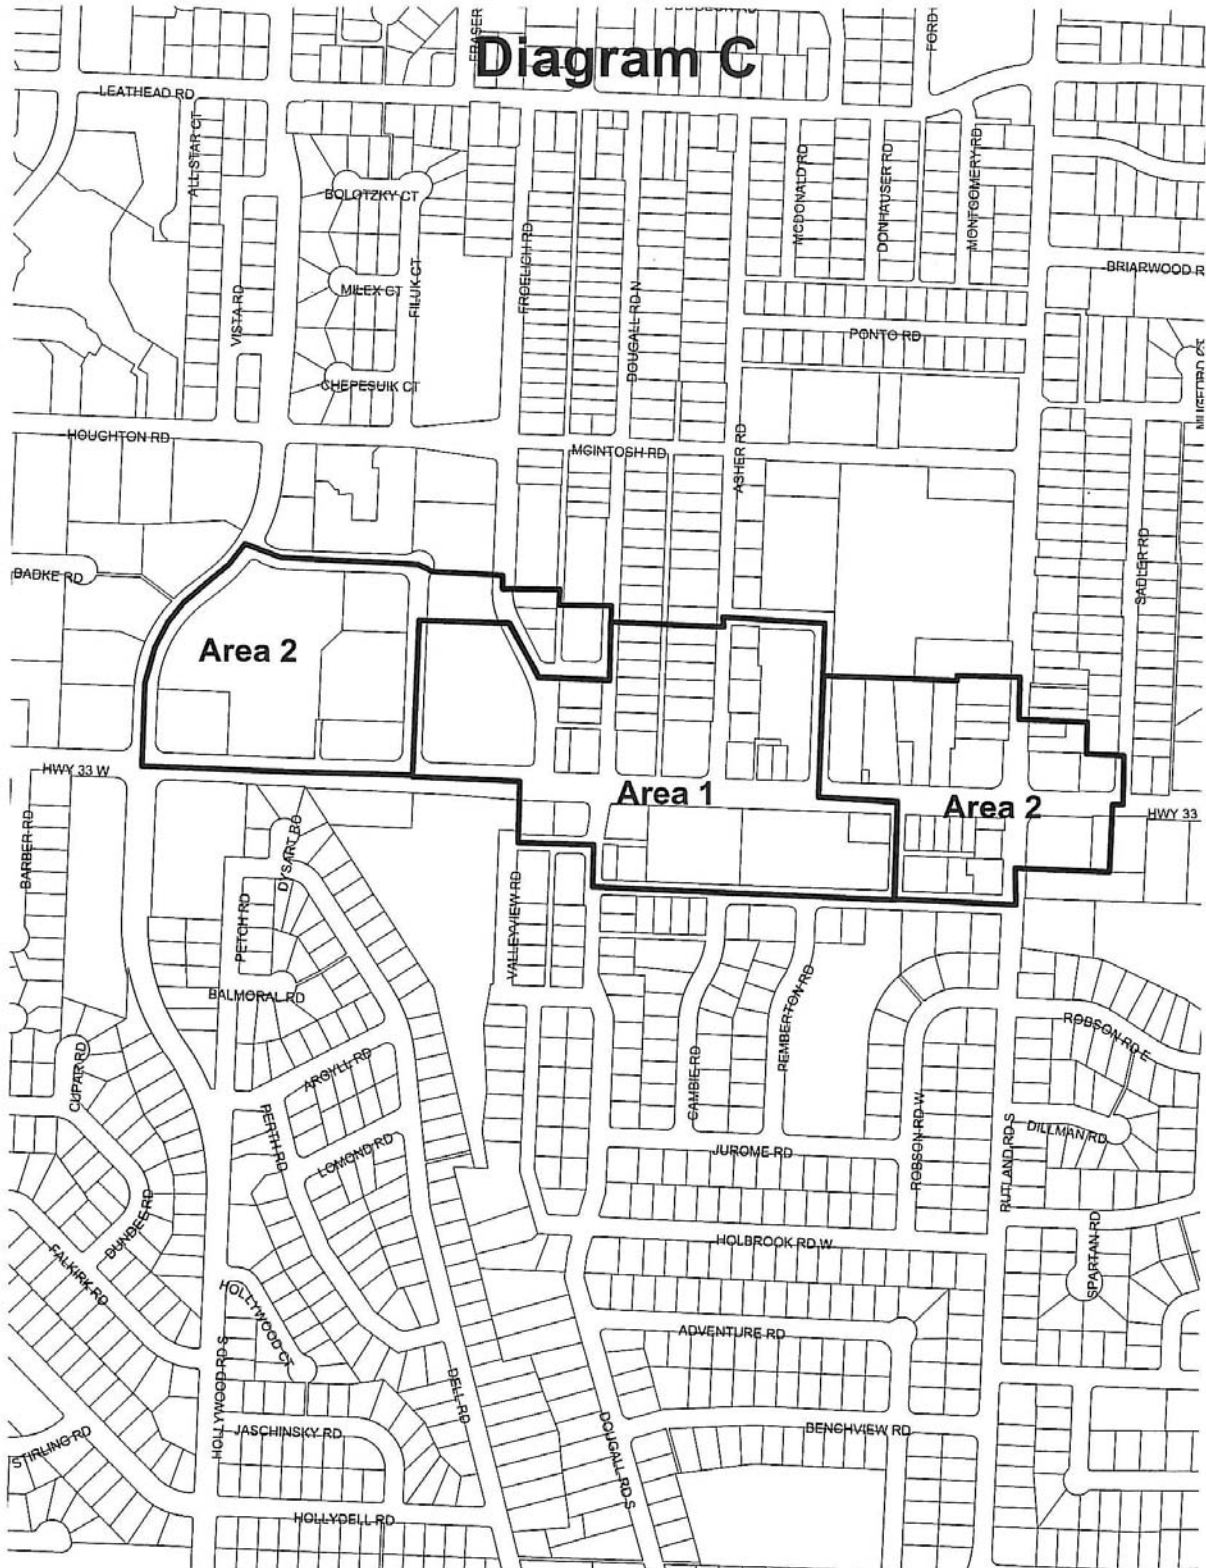 FRASER
FORD
Diagram C
LEATHEAD RD
ALL STAR CT
BOLOTZKY CT
MCDONALD RD
DONHAUSER RD
MONTGOMERY RD
FROELICH RD
BRIARWOOD R
MILEX CT
FILUK CT
VISTA RD
DOUGALL RD N
PONTO RD
CHEPESUIK CT
MUGFORD CT
HOUGHTON RD
MCINTOSH RD
ASHER RD
SADLER RD
BADKE RD
Area 2
HWY 33 W
Area 1
Area 2
HWY 33
BARBER RD
DYSART RD
PETCH RD
VALLEYVIEW RD
BALMORAL RD
PEMBERTON RD
CAMBIE RD
ROBSON RD E
CUPAR RD
ARGYLL RD
PERTH RD
LOMOND RD
JUROME RD
ROBSON RD W
RUTLAND RD S
DILLMAN RD
DUNDEE RD
FALKIRK RD
HOLBROOK RD W
SPARTAN RD
HOLLYWOOD CT
ADVENTURE RD
HOLLYWOOD RD S
DELL RD
DOUGALL RD S
STIRLING RD
JASCHINSKY RD
BENCHVIEW RD
HOLLYDELL RD